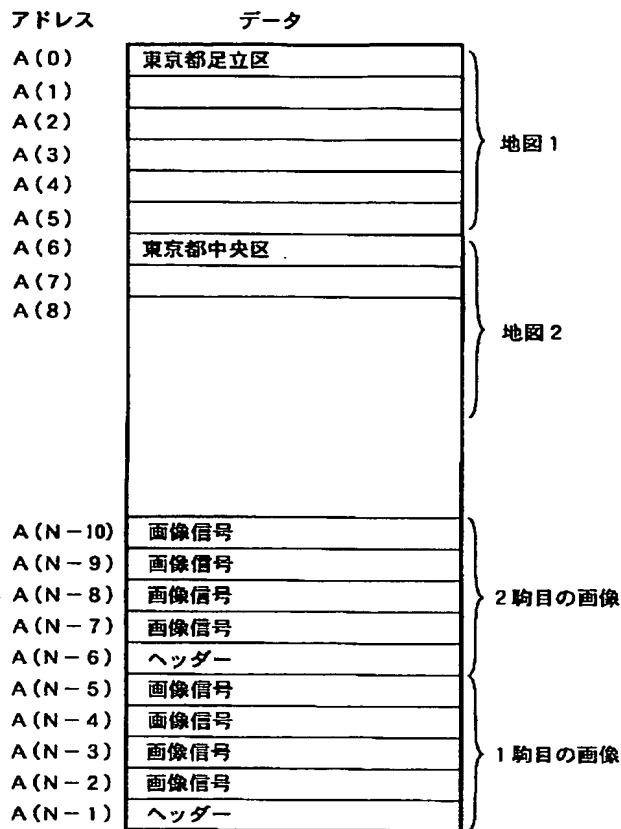 アドレス データ
A(0) 東京都足立区
A(1)
A(2)
A(3)
地図1
A(4)
A(5)
A(6) 東京都中央区
A(7)
A(8)
地図2
A(N-10) 画像信号
A(N-9) 画像信号
A(N-8) 画像信号 2駒目の画像
A(N-7) 画像信号
A(N-6) ヘッダー
A(N-5) 画像信号
A(N-4) 画像信号
A(N-3) 画像信号 1駒目の画像
A(N-2) 画像信号
A(N-1) ヘッダー